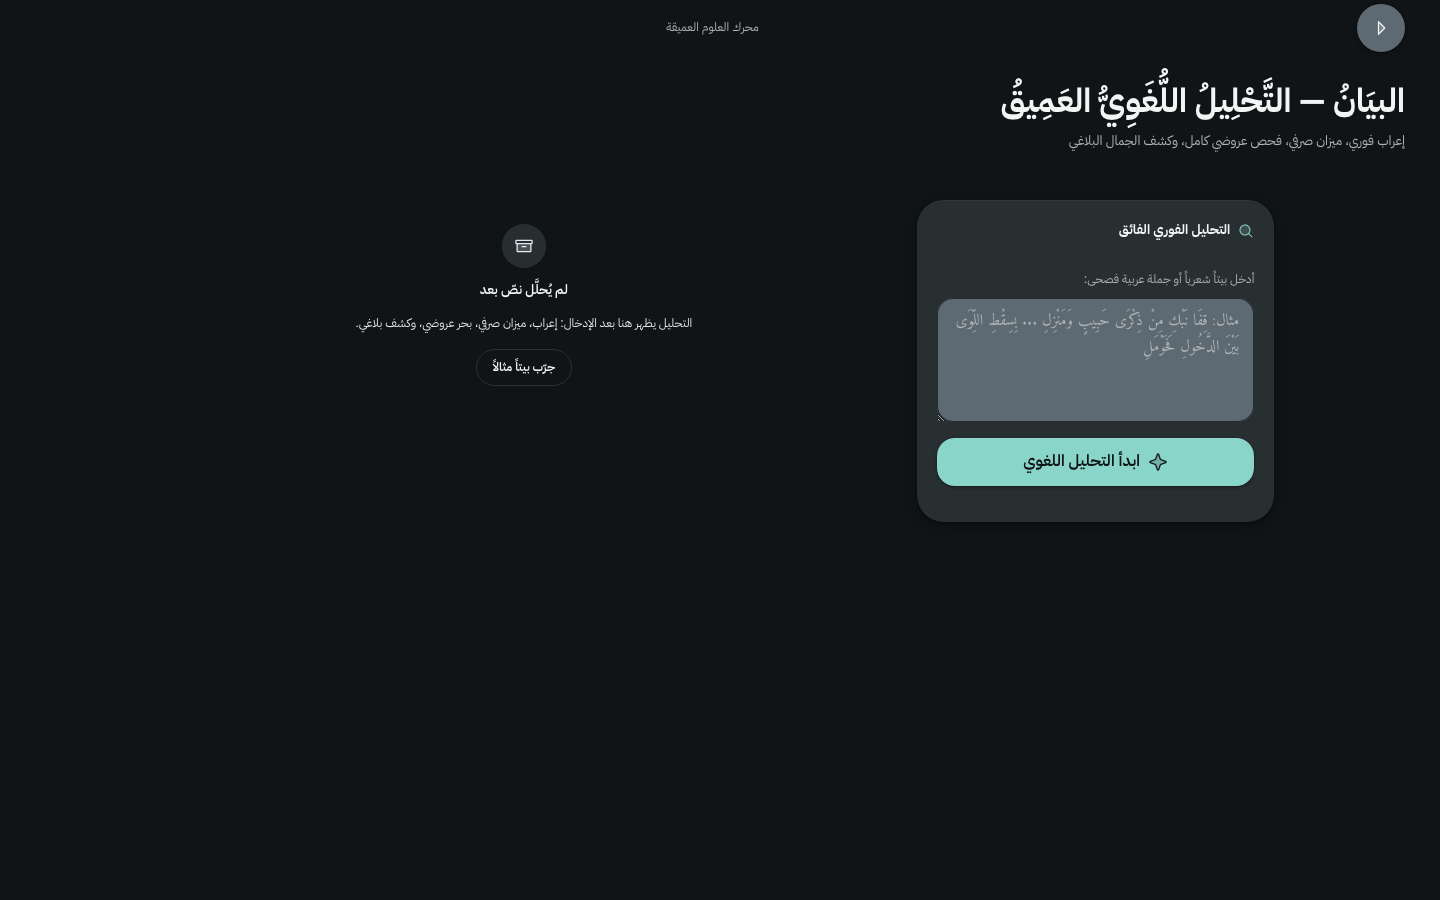 محرك العلوم العميقة
البيَانُ — التَّحْلِيلُ اللُّغَوِيُّ العَمِيقُ
إعراب فوري، ميزان صرفي، فحص عروضي كامل، وكشف الجمال البلاغي
التحليل الفوري الفائق
أدخل بيتاً شعرياً أو جملة عربية فصحى:
مثال: قِفَا نَبْكِ مِنْ ذِكْرَى حَبِيبٍ وَمَنْزِلِ ... بِسِقْطِ اللِّوَى
بَيْنَ الدَّخُولِ فَحَوْمَلِ
ابدأ التحليل اللغوي
لم يُحلَّل نصّ بعد
التحليل يظهر هنا بعد الإدخال: إعراب، ميزان صرفي، بحر عروضي، وكشف بلاغي.
جرّب بيتاً مثالاً